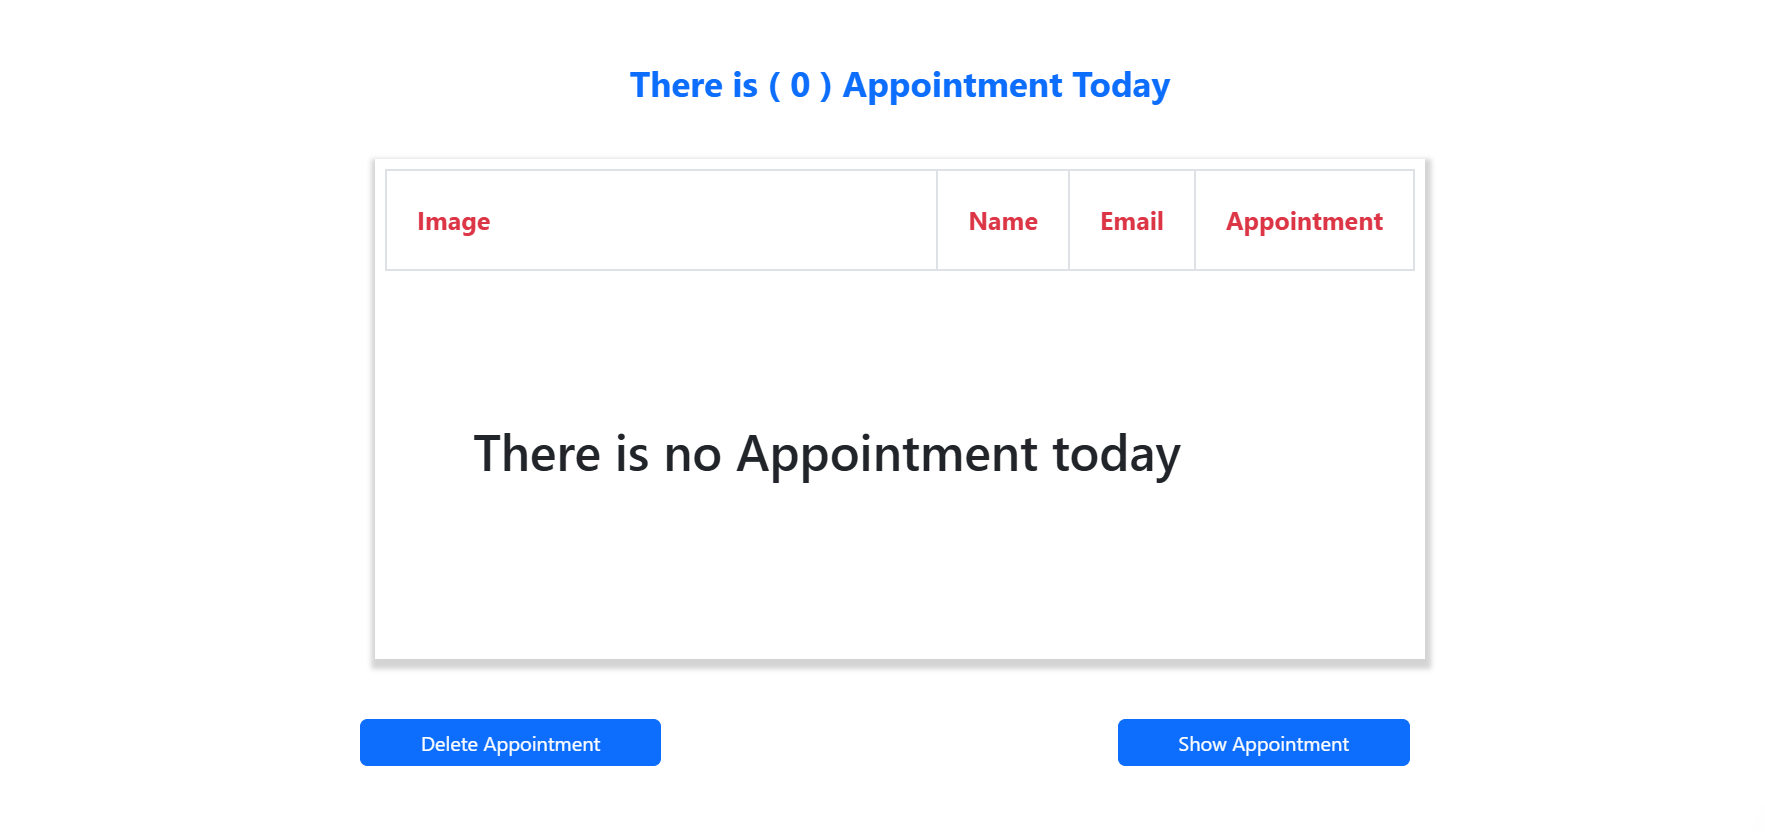 There is ( 0 ) Appointment Today
Image Name Email Appointment
There is no Appointment today
Delete Appointment Show Appointment